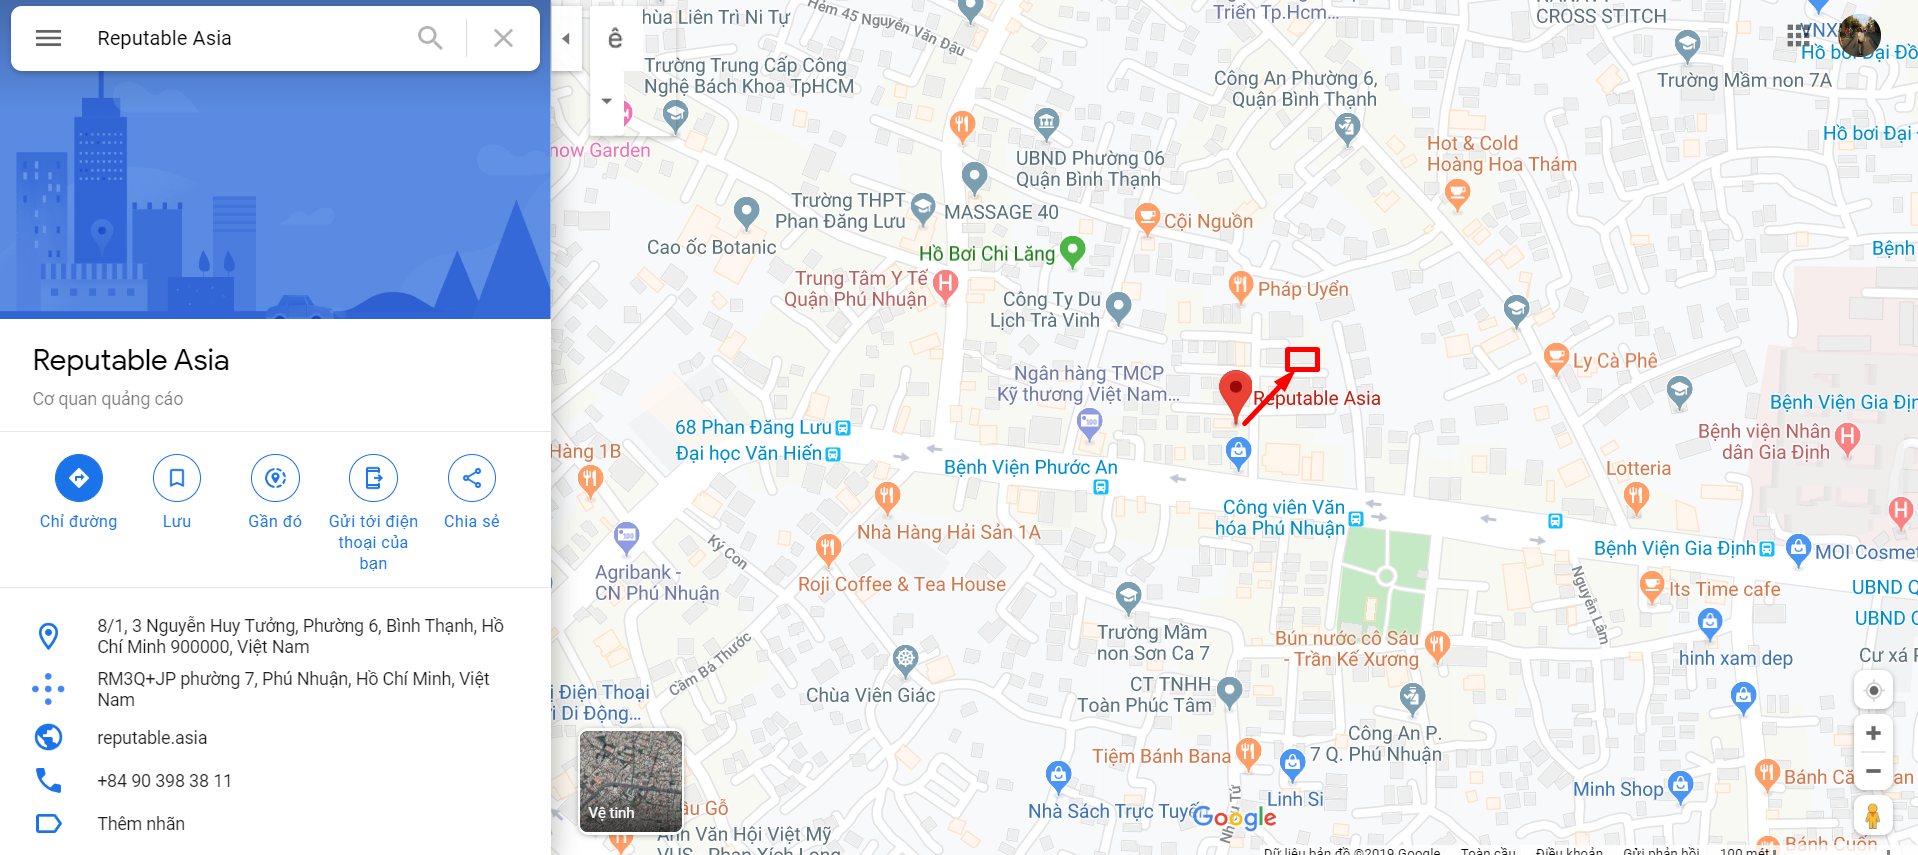 Reputable Asia
Reputable Asia
Cơ quan quảng cáo
Chỉ đường
Lưu
Gần đó
Gửi tới điện
thoại của
bạn
Chia sẻ
8/1, 3 Nguyễn Huy Tưởng, Phường 6, Bình Thạnh, Hồ
Chí Minh 900000, Việt Nam
RM3Q+JP phường 7, Phú Nhuận, Hồ Chí Minh, Việt
Nam
reputable.asia
+84 90 398 38 11
Thêm nhãn
ê
hùa Liên Trì Ni Tự
Hẻm 45 Nguyễn Văn Đậu
Triển Tp.Hcm...
CROSS STITCH
Trường Trung Cấp Công
Nghệ Bách Khoa TpHCM
Công An Phường 6,
Quận Bình Thạnh
Trường Mầm non 7A
Hồ bơi Đại Đồ
Hồ bơi Đại
now Garden
UBND Phường 06
Quận Bình Thạnh
Hot & Cold
Hoàng Hoa Thám
Trường THPT
Phan Đăng Lưu
MASSAGE 40
Cội Nguồn
Cao ốc Botanic
Hồ Bơi Chi Lăng
Bệnh
Trung Tâm Y Tế
Quận Phú Nhuận
Công Ty Du
Lịch Trà Vinh
Pháp Uyển
Ly Cà Phê
Ngân hàng TMCP
Kỹ thương Việt Nam...
Reputable Asia
Bệnh Viện Gia Địn
68 Phan Đăng Lưu
Đại học Văn Hiến
Bệnh viện Nhân
dân Gia Định
Hàng 1B
Bệnh Viện Phước An
Lotteria
Công viên Văn
hóa Phú Nhuận
Nhà Hàng Hải Sản 1A
Ký Con
Bệnh Viện Gia Định
MOI Cosmet
Agribank -
CN Phú Nhuận
Roji Coffee & Tea House
Nguyễn Lâm
Its Time cafe
UBND Q
UBND Q
Trường Mầm
non Sơn Ca 7
Bún nước cô Sáu
- Trần Kế Xương
hinh xam dep
Cư xá
Cầm Bá Thước
Chùa Viên Giác
CT TNHH
Toàn Phúc Tâm
ị Điện Thoại
i Di Động...
Công An P.
7 Q. Phú Nhuận
Tiệm Bánh Bana
Linh Si
Nhà Sách Trực Tuyến
Minh Shop
Bánh Că
an
Vệ tinh
ầu Gỗ
Anh Văn Hội Việt Mỹ
VUS - Phan Xích Long
Google
Dữ liệu bản đồ ©2019 Google
Toàn cầu
Điều khoản
Gửi phản hồi
100 mét
Bánh Cuốn